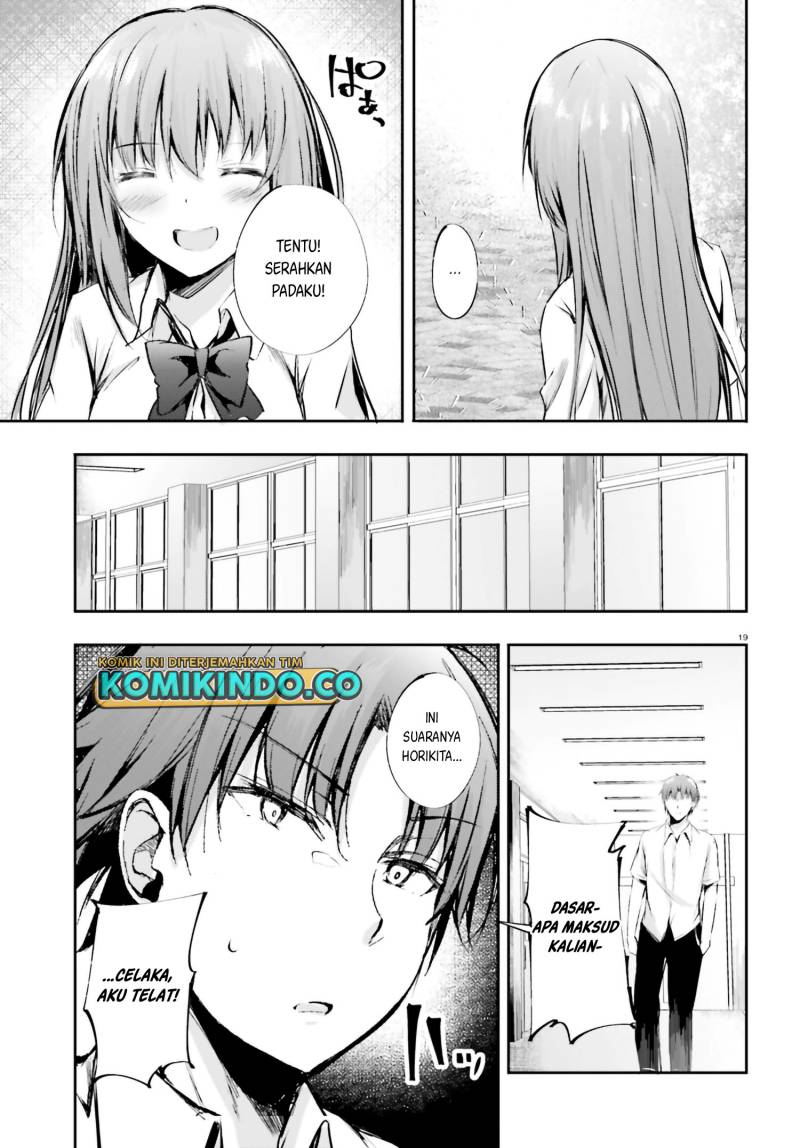 ...
ぱあ、
TENTU!
SERAHKAN
PADAKU!
19
DASAR-
APA MAKSUD
KALIAN-
KOMIK INI DITERJEMAHKAN TIM
KOMIKINDO.CO
INI
SUARANYA
HORIKITA...
...CELAKA,
AKU TELAT!
ハッ